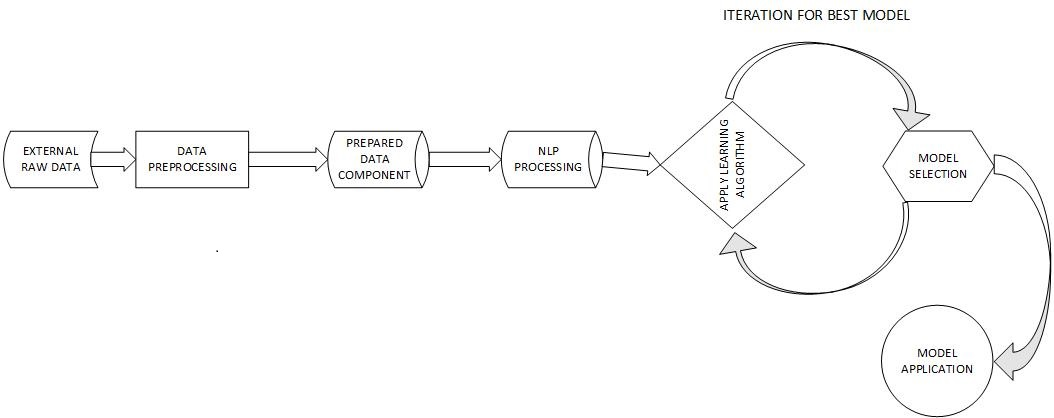 ITERATION FOR BEST MODEL
EXTERNAL
RAW DATA
DATA
PREPROCESSING
PREPARED
DATA
COMPONENT
NLP
PROCESSING
APPLY LEARNING
ALGORITHM
MODEL
SELECTION
MODEL
APPLICATION